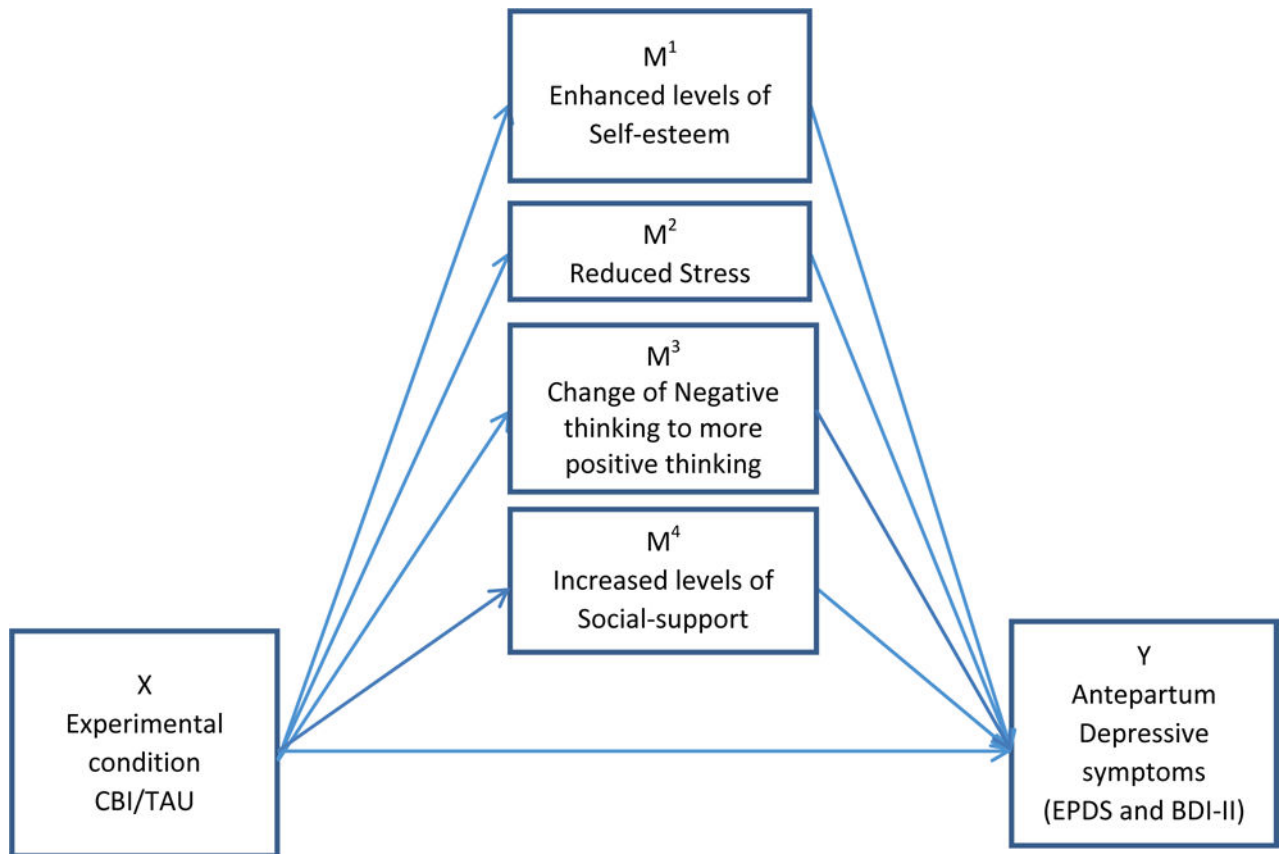 M¹
Enhanced levels of
Self-esteem
M²
Reduced Stress
M³
Change of Negative
thinking to more
positive thinking
M⁴
Increased levels of
Social-support
X
Experimental
condition
CBI/TAU
Y
Antepartum
Depressive
symptoms
(EPDS and BDI-II)